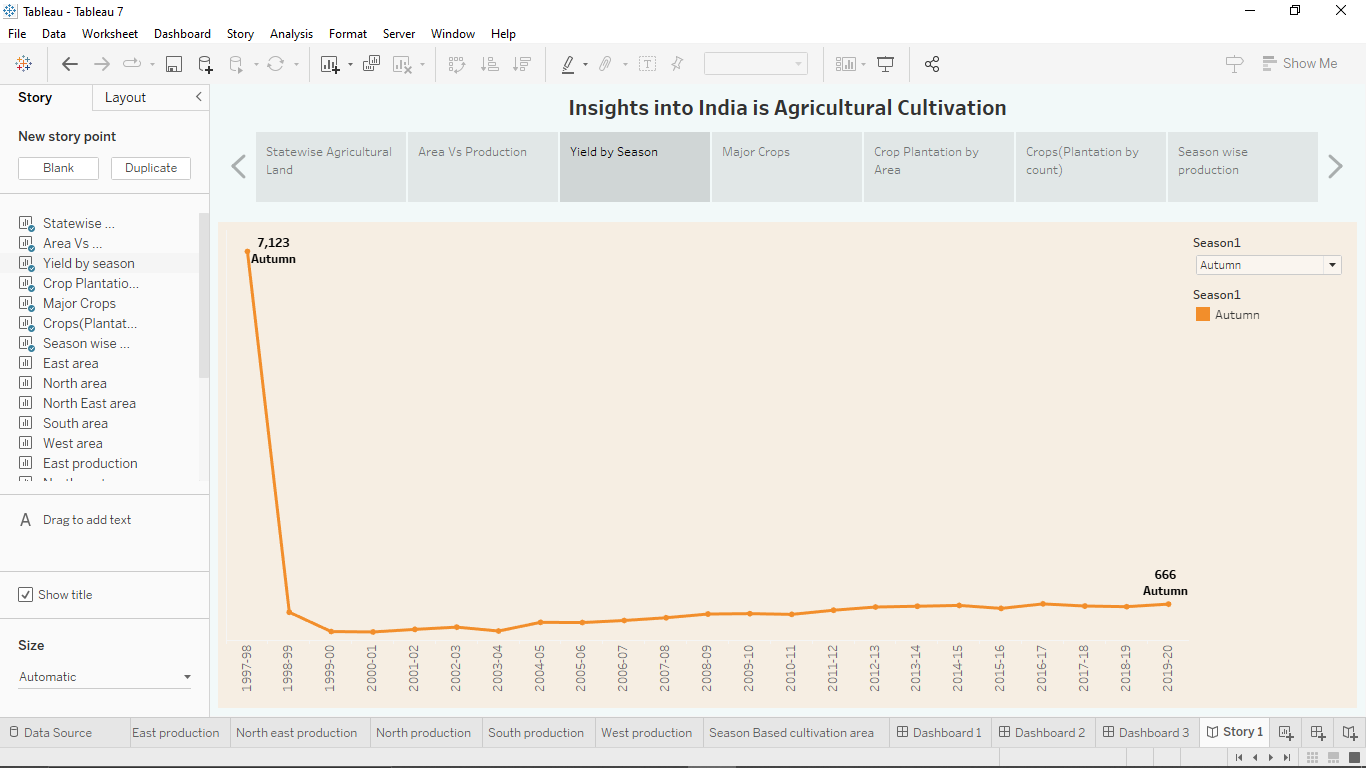 Tableau - Tableau 7
File Data Worksheet Dashboard Story Analysis Format Server Window Help
Show Me
Story Layout
New story point
Blank Duplicate
Statewise ...
Area Vs ...
Yield by season
Crop Plantatio...
Major Crops
Crops(Plantat...
Season wise ...
East area
North area
North East area
South area
West area
East production
A Drag to add text
Show title
Size
Automatic
Insights into India is Agricultural Cultivation
Statewise Agricultural
Land
Area Vs Production
Yield by Season
Major Crops
Crop Plantation by
Area
Crops(Plantation by
count)
Season wise
production
7,123
Autumn
Season1
Autumn
Season1
Autumn
666
Autumn
1997-98 1998-99 1999-00 2000-01 2001-02 2002-03 2003-04 2004-05 2005-06 2006-07 2007-08 2008-09 2009-10 2010-11 2011-12 2012-13 2013-14 2014-15 2015-16 2016-17 2017-18 2018-19 2019-20
Data Source East production North east production North production South production West production Season Based cultivation area Dashboard 1 Dashboard 2 Dashboard 3 Story 1